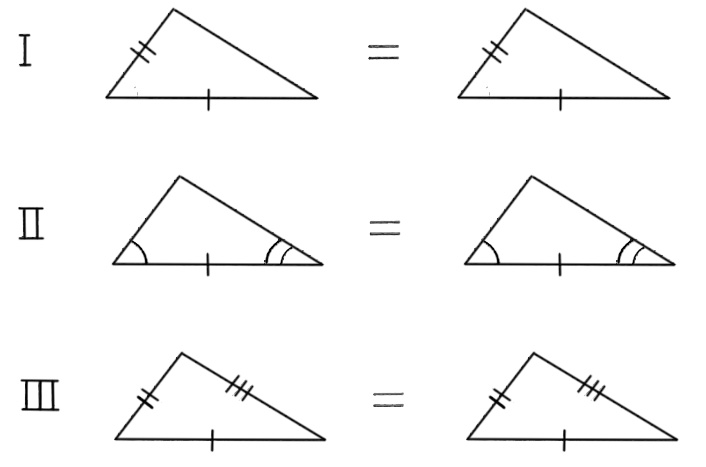 I =
II =
III =